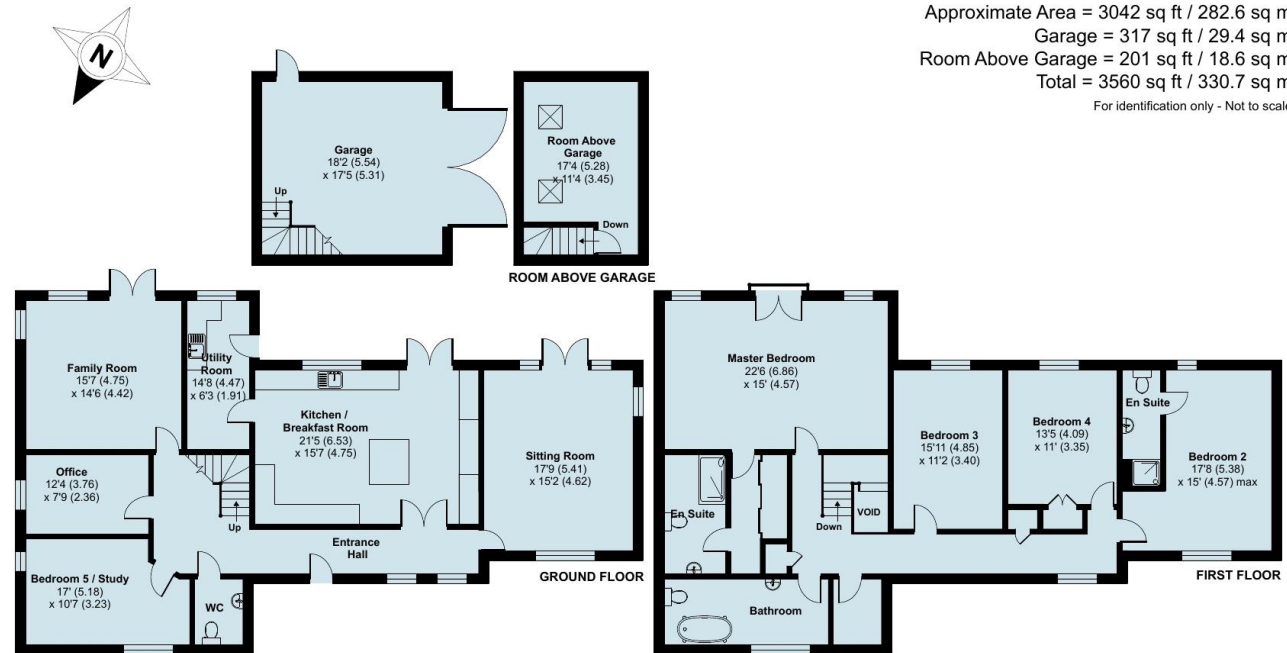 Approximate Area = 3042 sq ft / 282.6 sq m
Garage = 317 sq ft / 29.4 sq m
Room Above Garage = 201 sq ft / 18.6 sq m
Total = 3560 sq ft / 330.7 sq m
For identification only - Not to scale
N
Garage
18'2 (5.54)
x 17'5 (5.31)
Up
Room Above
Garage
17'4 (5.28)
x 11'4 (3.45)
Down
ROOM ABOVE GARAGE
Family Room
15'7 (4.75)
x 14'6 (4.42)
Utility
Room
14'8 (4.47)
x 6'3 (1.91)
Kitchen /
Breakfast Room
21'5 (6.53)
x 15'7 (4.75)
Sitting Room
17'9 (5.41)
x 15'2 (4.62)
Office
12'4 (3.76)
x 7'9 (2.36)
Up
Entrance
Hall
Bedroom 5 / Study
17' (5.18)
x 10'7 (3.23)
WC
GROUND FLOOR
Master Bedroom
22'6 (6.86)
x 15' (4.57)
Bedroom 3
15'11 (4.85)
x 11'2 (3.40)
Bedroom 4
13'5 (4.09)
x 11' (3.35)
En Suite
Bedroom 2
17'8 (5.38)
x 15' (4.57) max
En Suite
Down
VOID
Bathroom
FIRST FLOOR